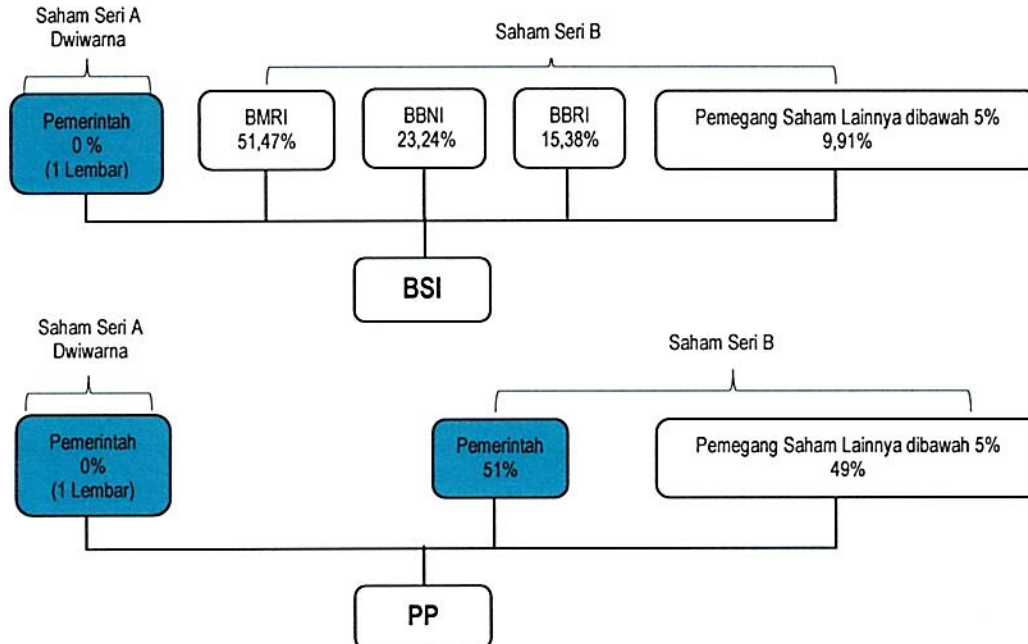 Saham Seri A
Dwiwarna
Saham Seri B
Pemerintah
0 %
(1 Lembar)
BMRI
51,47%
BBNI
23,24%
BBRI
15,38%
Pemegang Saham Lainnya dibawah 5%
9,91%
BSI
Saham Seri A
Dwiwarna
Saham Seri B
Pemerintah
0%
(1 Lembar)
Pemerintah
51%
Pemegang Saham Lainnya dibawah 5%
49%
PP